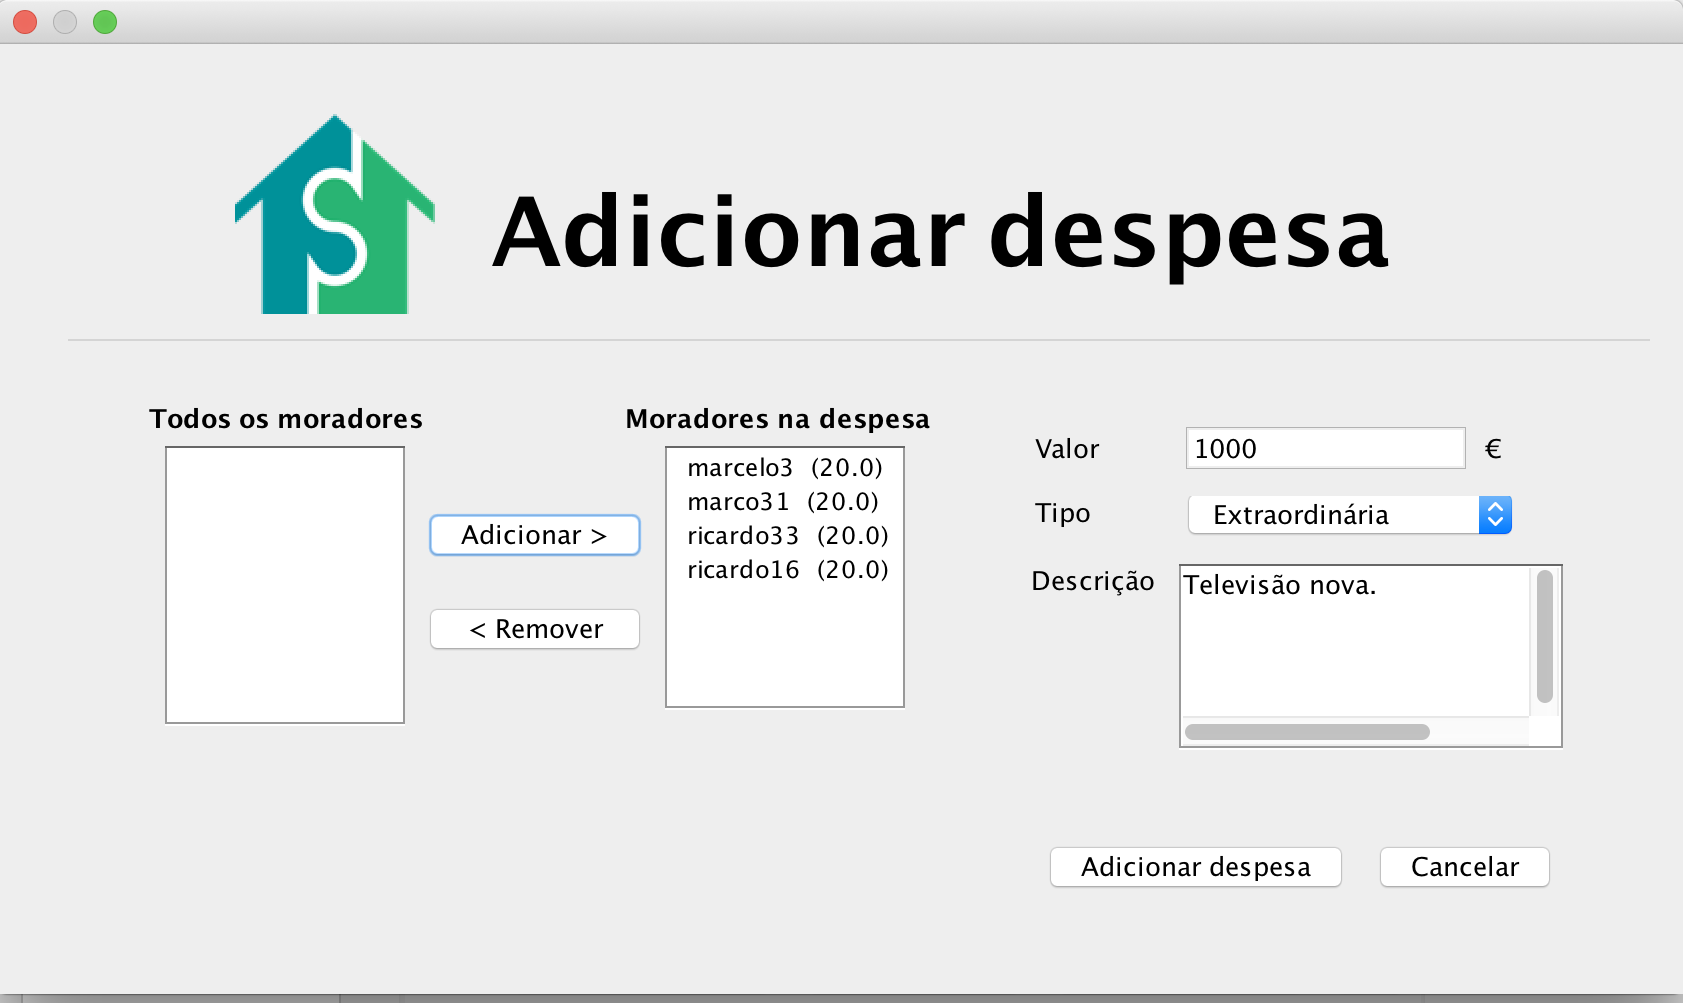 Adicionar despesa
Todos os moradores
Adicionar >
< Remover
Moradores na despesa
marcelo3 (20.0)
marco31 (20.0)
ricardo33 (20.0)
ricardo16 (20.0)
Valor 1000 €
Tipo Extraordinária
Descrição Televisão nova.
Adicionar despesa Cancelar